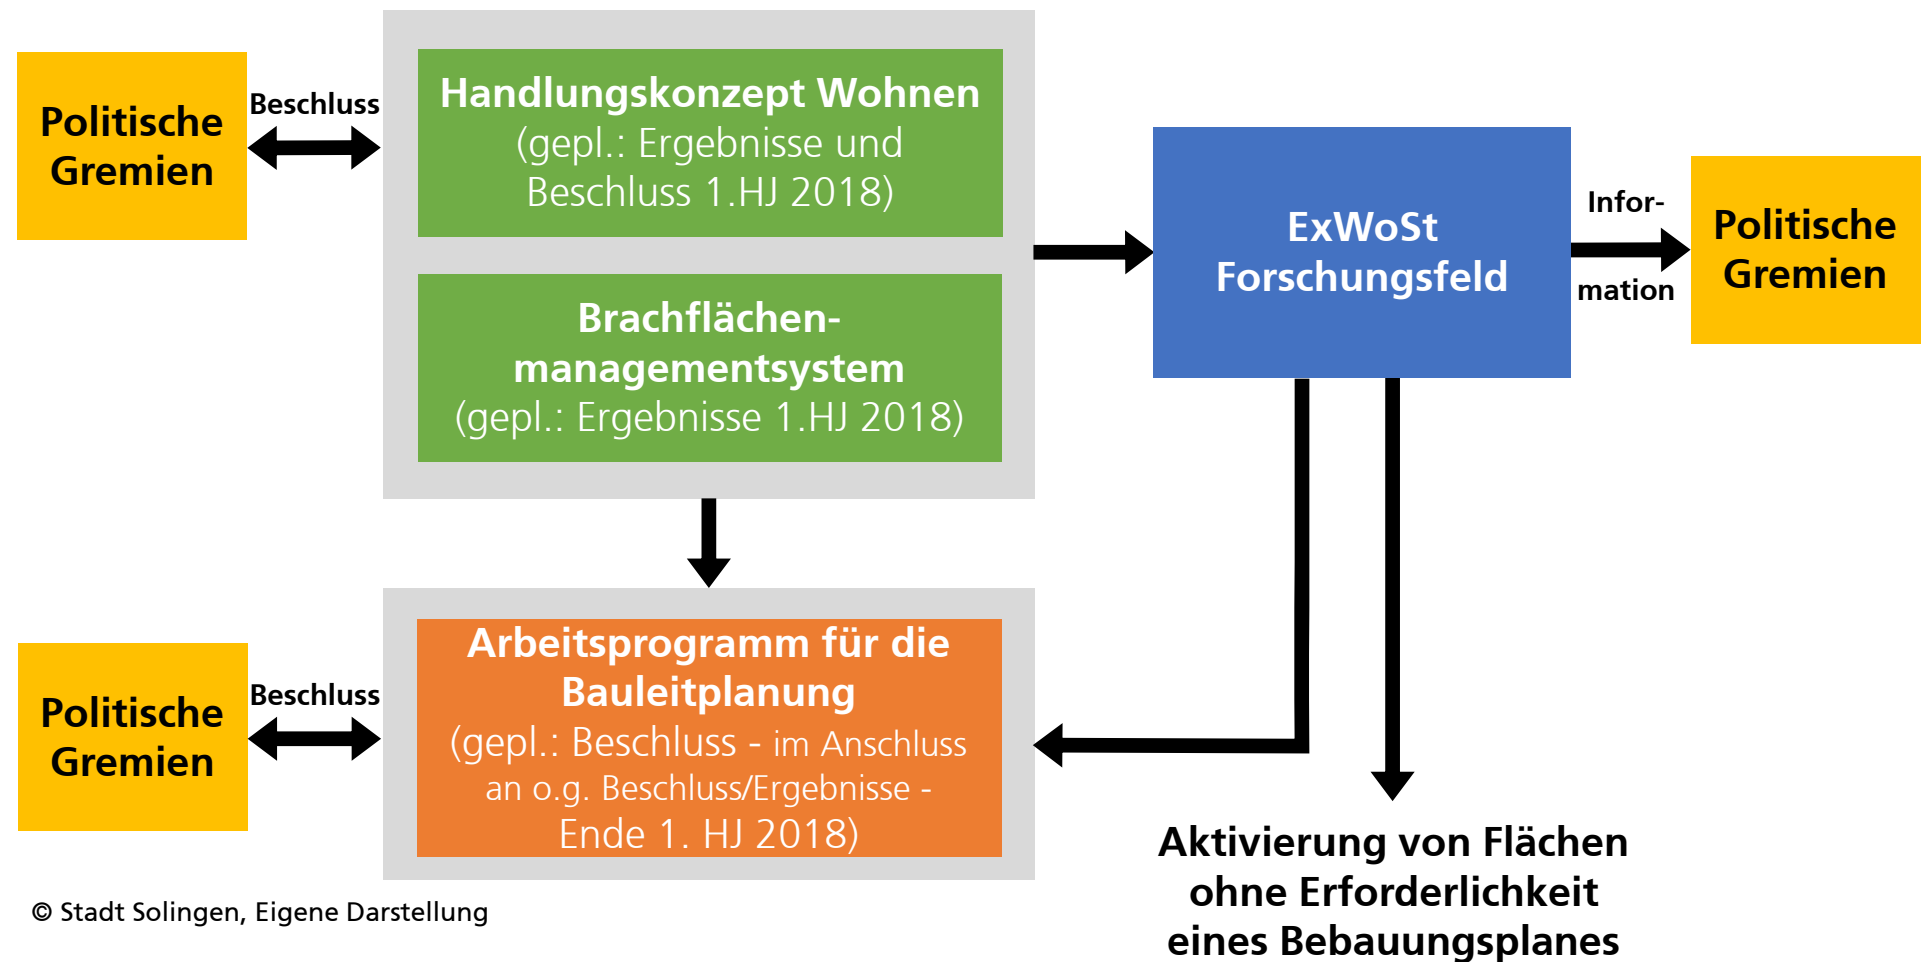 Politische
Gremien
Beschluss
Handlungskonzept Wohnen
(gepl.: Ergebnisse und
Beschluss 1.HJ 2018)
Brachflächen-
managementsystem
(gepl.: Ergebnisse 1.HJ 2018)
ExWoSt
Forschungsfeld
Infor-
mation
Politische
Gremien
Politische
Gremien
Beschluss
Arbeitsprogramm für die
Bauleitplanung
(gepl.: Beschluss - im Anschluss
an o.g. Beschluss/Ergebnisse -
Ende 1. HJ 2018)
Aktivierung von Flächen
ohne Erforderlichkeit
eines Bebauungsplanes
© Stadt Solingen, Eigene Darstellung